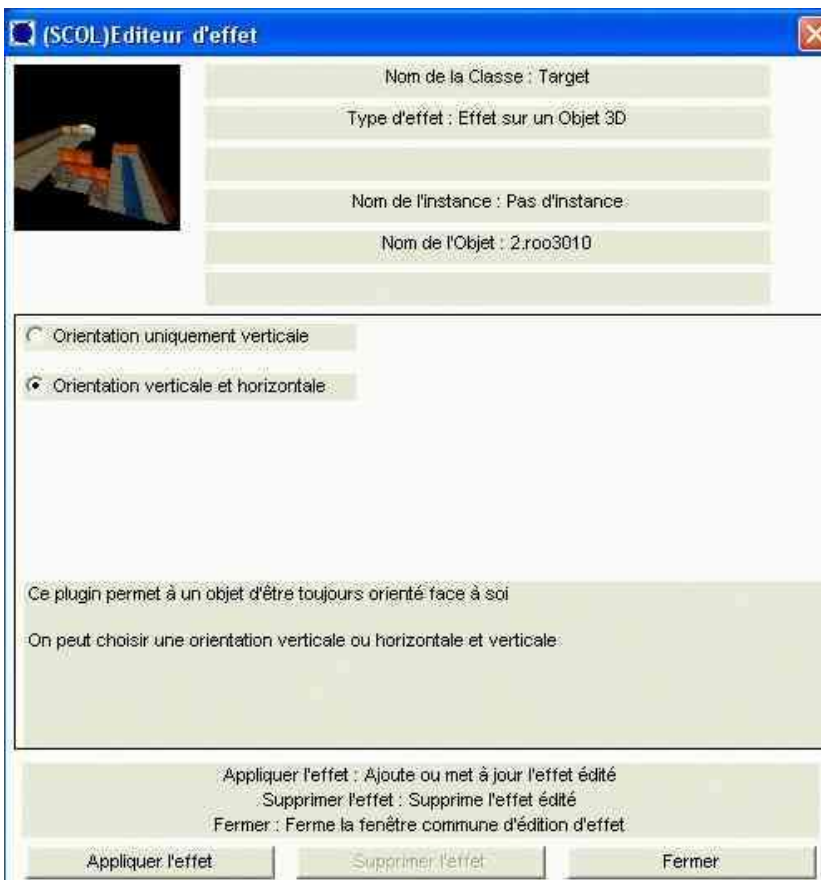 (SCOL)Editeur d'effet
Nom de la Classe : Target
Type d'effet : Effet sur un Objet 3D
Nom de l'instance : Pas d'instance
Nom de l'Objet : 2.roo3010
Orientation uniquement verticale
Orientation verticale et horizontale
Ce plugin permet à un objet d'être toujours orienté face à soi
On peut choisir une orientation verticale ou horizontale et verticale
Appliquer l'effet : Ajoute ou met à jour l'effet édité
Supprimer l'effet : Supprime l'effet édité
Fermer : Ferme la fenêtre commune d'édition d'effet
Appliquer l'effet
Supprimer l'effet
Fermer